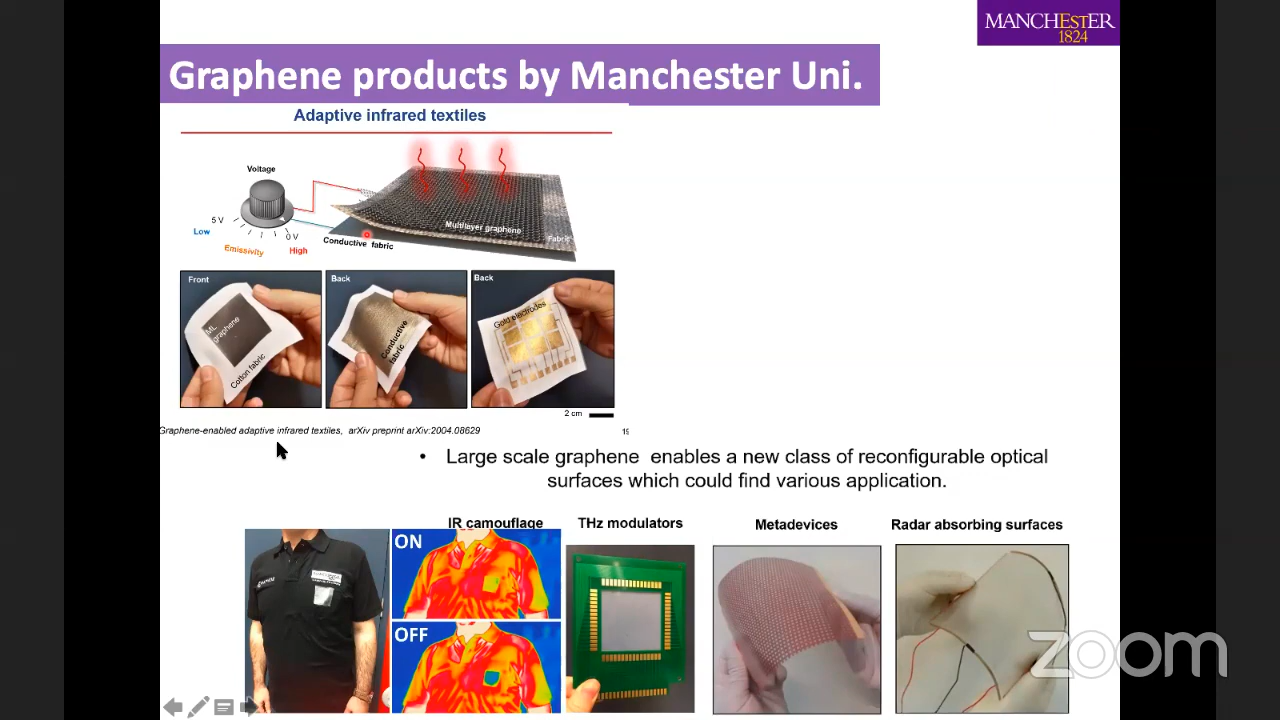 MANCHESTER
1824
Graphene products by Manchester Uni.
Adaptive infrared textiles
Voltage
5 V
0 V
Low
Emissivity
High
Conductive fabric
Multilayer graphene
Fabric
Front
ML graphene
Cotton fabric
Back
Conductive fabric
Back
Gold electrodes
2 cm
Graphene-enabled adaptive infrared textiles, arXiv preprint arXiv:2004.08629
• Large scale graphene enables a new class of reconfigurable optical
surfaces which could find various application.
IR camouflage
THz modulators
Metadevices
Radar absorbing surfaces
ON
OFF
zoom